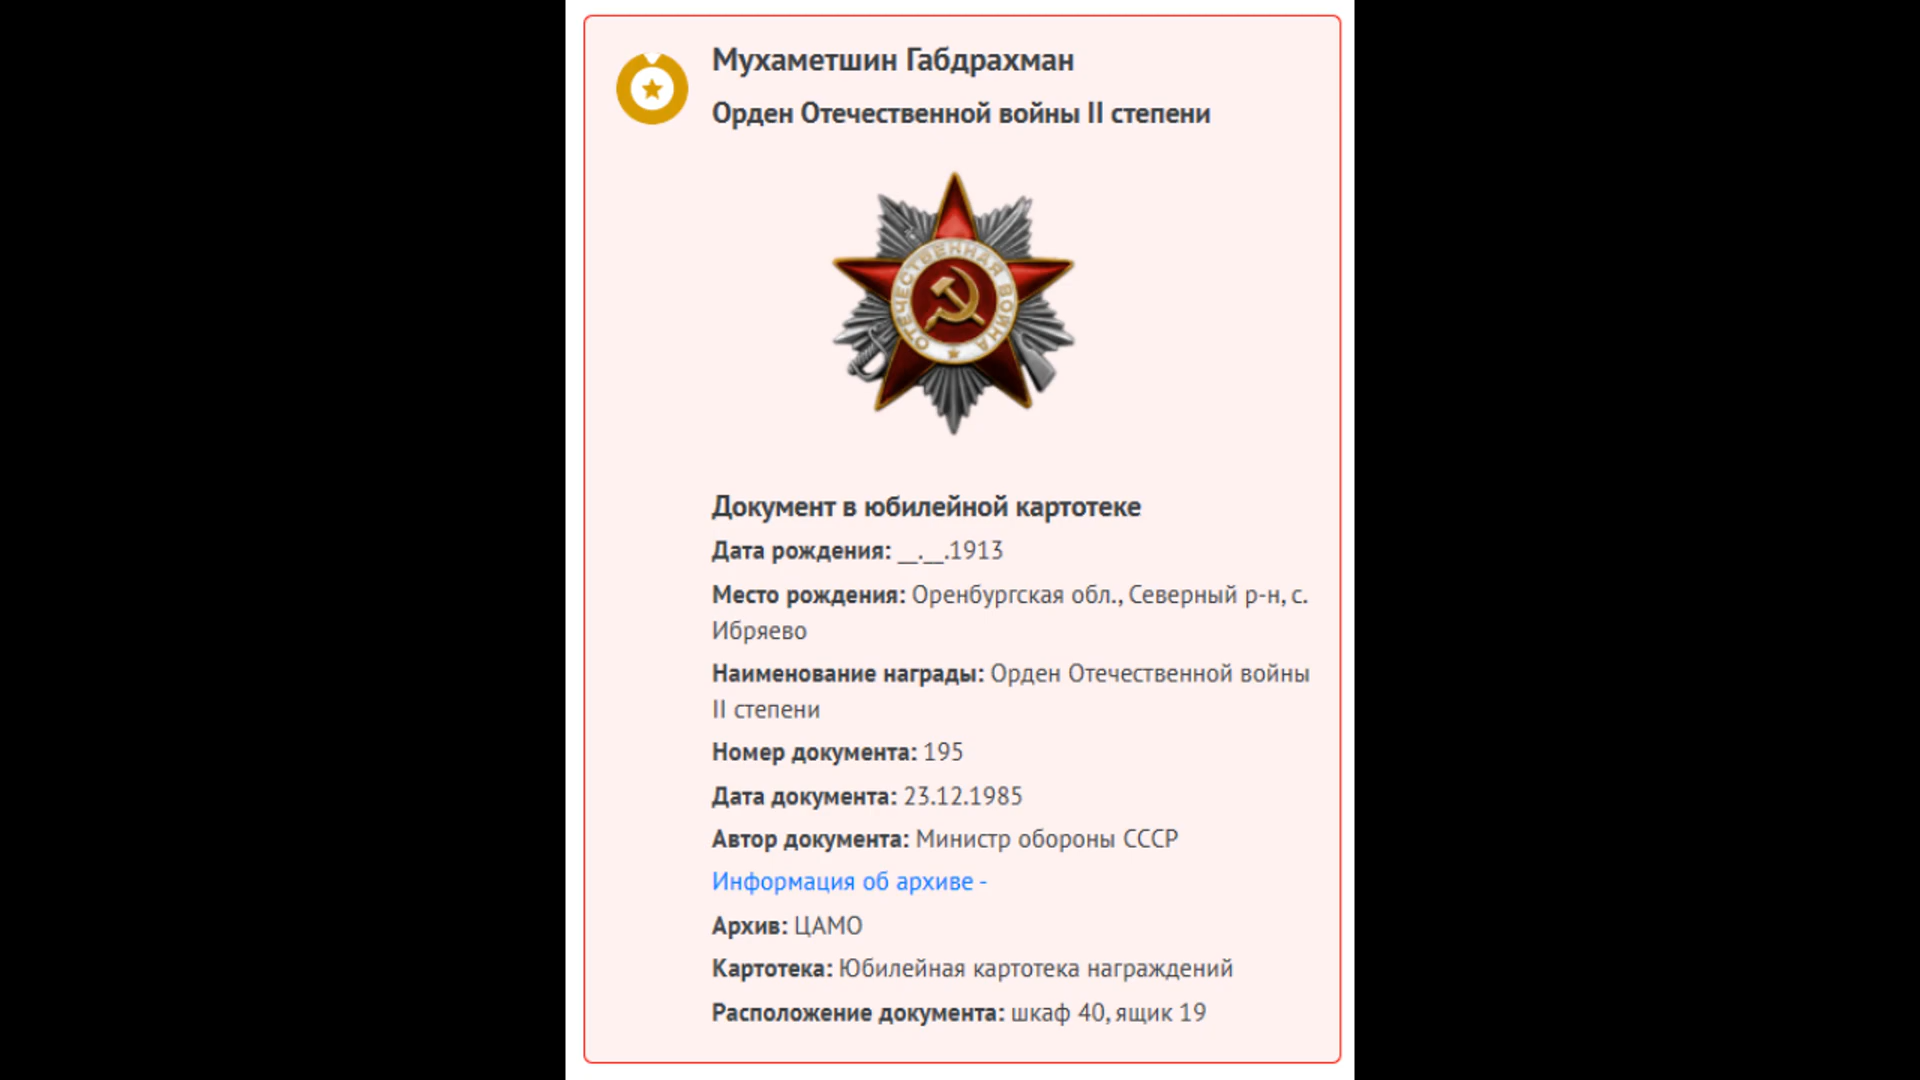 Мухаметшин Габдрахман
Орден Отечественной войны II степени
ОТЕЧЕСТВЕННАЯ ВОЙНА
Документ в юбилейной картотеке
Дата рождения: __.__.1913
Место рождения: Оренбургская обл., Северный р-н, с.
Ибряево
Наименование награды: Орден Отечественной войны
II степени
Номер документа: 195
Дата документа: 23.12.1985
Автор документа: Министр обороны СССР
Информация об архиве -
Архив: ЦАМО
Картотека: Юбилейная картотека награждений
Расположение документа: шкаф 40, ящик 19